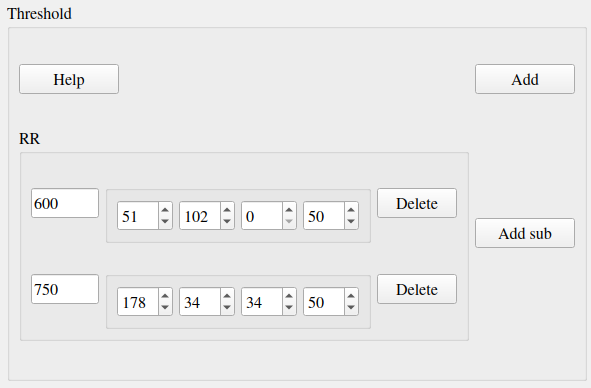 Threshold
Help Add
RR
600 51 102 0 50 Delete
Add sub
750 178 34 34 50 Delete